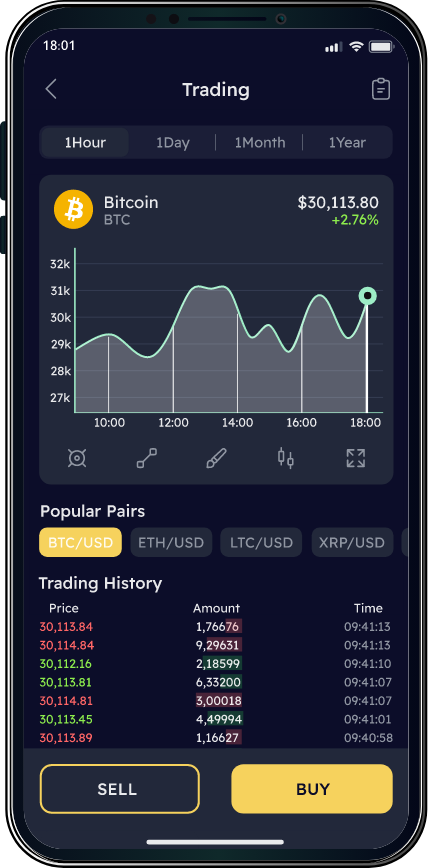 18:01
Trading
1Hour 1Day 1Month 1Year
Bitcoin $30,113.80
BTC +2.76%
32k
31k
30k
29k
28k
27k
10:00 12:00 14:00 16:00 18:00
Popular Pairs
BTC/USD ETH/USD LTC/USD XRP/USD
Trading History
Price Amount Time
30,113.84 1,76676 09:41:13
30,114.84 9,29631 09:41:13
30,112.16 2,18599 09:41:10
30,113.81 6,33200 09:41:07
30,114.81 3,00018 09:41:07
30,113.45 4,49994 09:41:01
30,113.89 1,16627 09:40:58
SELL BUY